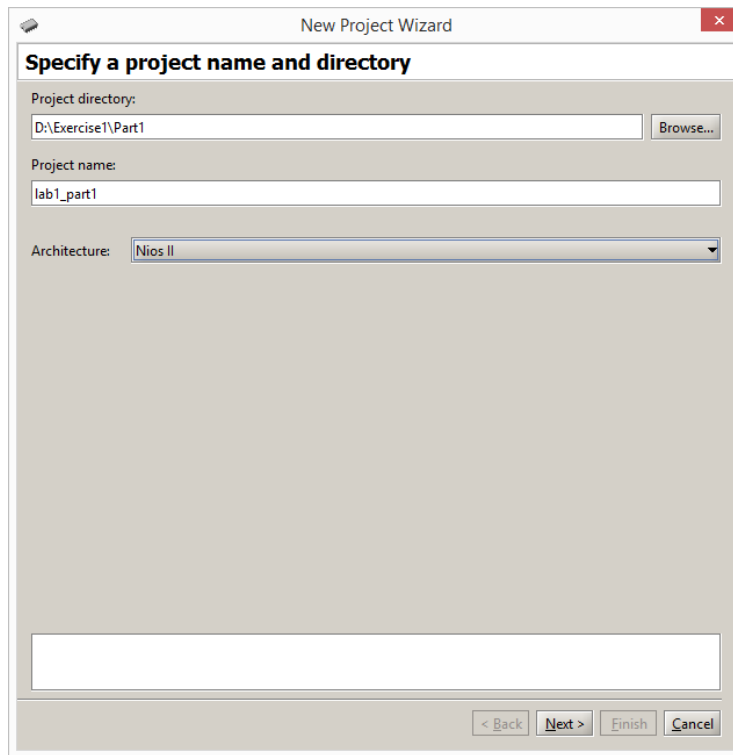 New Project Wizard
Specify a project name and directory
Project directory:
D:\Exercise1\Part1
Browse...
Project name:
lab1_part1
Architecture: Nios II
< Back Next > Finish Cancel